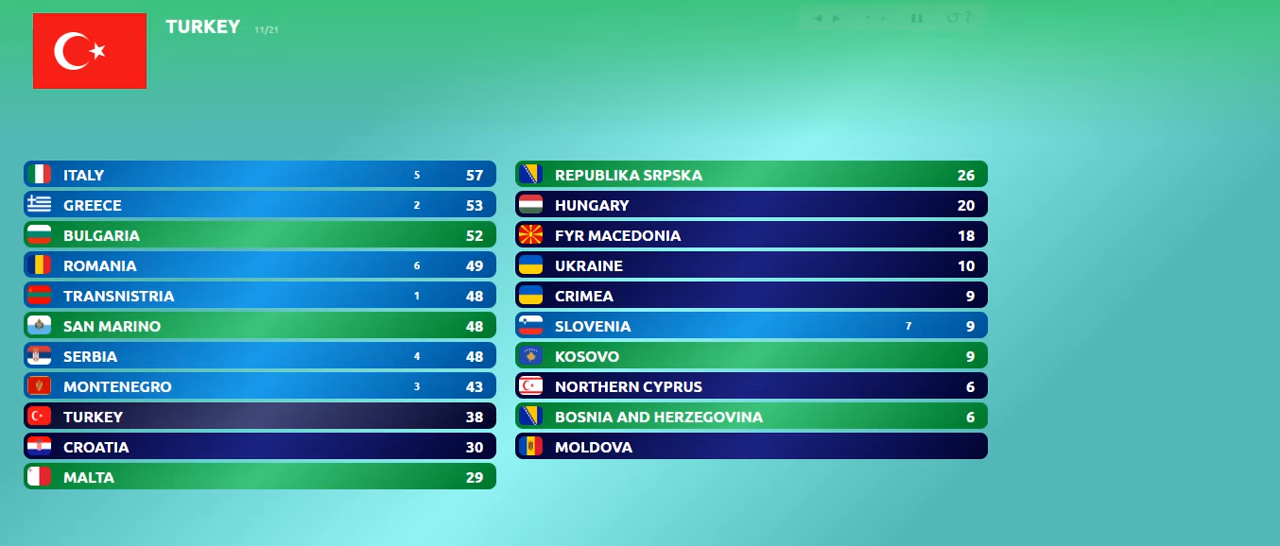 TURKEY 11/21
ITALY 5 57
GREECE 2 53
BULGARIA 52
ROMANIA 6 49
TRANSNISTRIA 1 48
SAN MARINO 48
SERBIA 4 48
MONTENEGRO 3 43
TURKEY 38
CROATIA 30
MALTA 29
REPUBLIKA SRPSKA 26
HUNGARY 20
FYR MACEDONIA 18
UKRAINE 10
CRIMEA 9
SLOVENIA 7 9
KOSOVO 9
NORTHERN CYPRUS 6
BOSNIA AND HERZEGOVINA 6
MOLDOVA